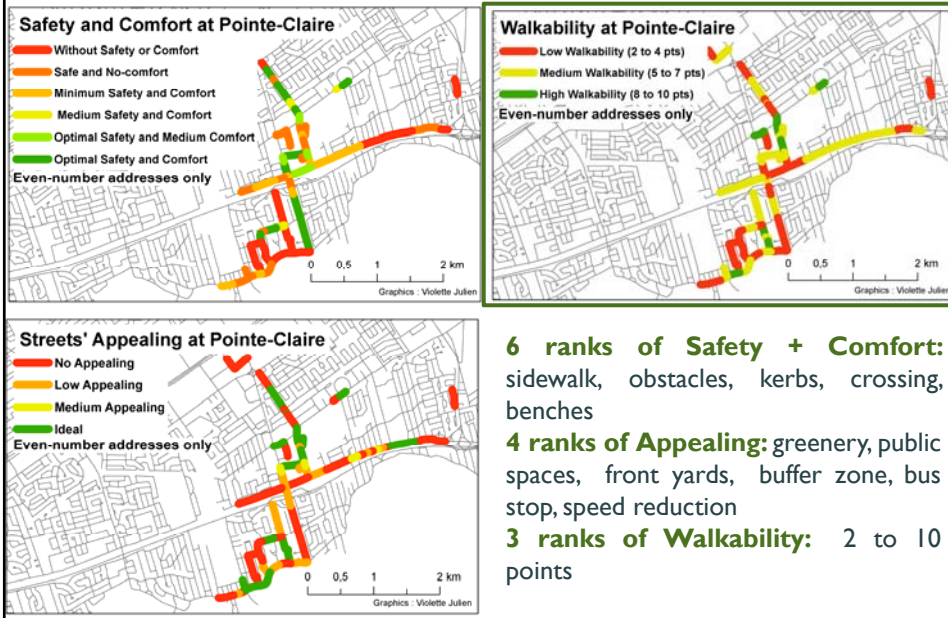 Safety and Comfort at Pointe-Claire
Without Safety or Comfort
Safe and No-comfort
Minimum Safety and Comfort
Medium Safety and Comfort
Optimal Safety and Medium Comfort
Optimal Safety and Comfort
Even-number addresses only
0 0,5 1 2 km
Graphics : Violette Julien
Walkability at Pointe-Claire
Low Walkability (2 to 4 pts)
Medium Walkability (5 to 7 pts)
High Walkability (8 to 10 pts)
Even-number addresses only
0 0,5 1 2 km
Graphics : Violette Julien
Streets' Appealing at Pointe-Claire
No Appealing
Low Appealing
Medium Appealing
Ideal
Even-number addresses only
0 0,5 1 2 km
Graphics : Violette Julien
6 ranks of Safety + Comfort:
sidewalk, obstacles, kerbs, crossing,
benches
4 ranks of Appealing: greenery, public
spaces, front yards, buffer zone, bus
stop, speed reduction
3 ranks of Walkability: 2 to 10
points